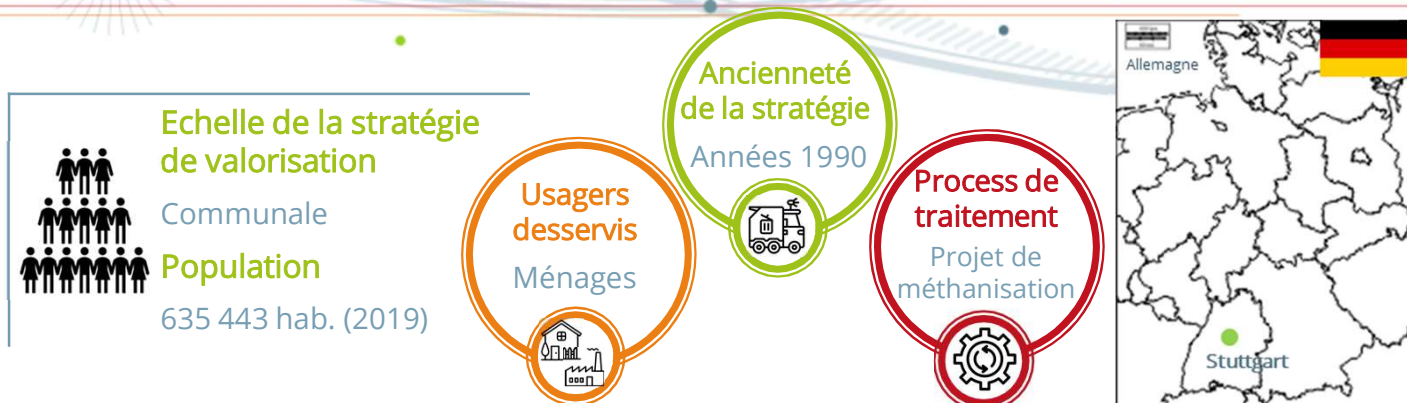 Echelle de la stratégie
de valorisation
Communale
Population
635 443 hab. (2019)
Usagers
desservis
Ménages
Ancienneté
de la stratégie
Années 1990
Process de
traitement
Projet de
méthanisation
Allemagne
Stuttgart